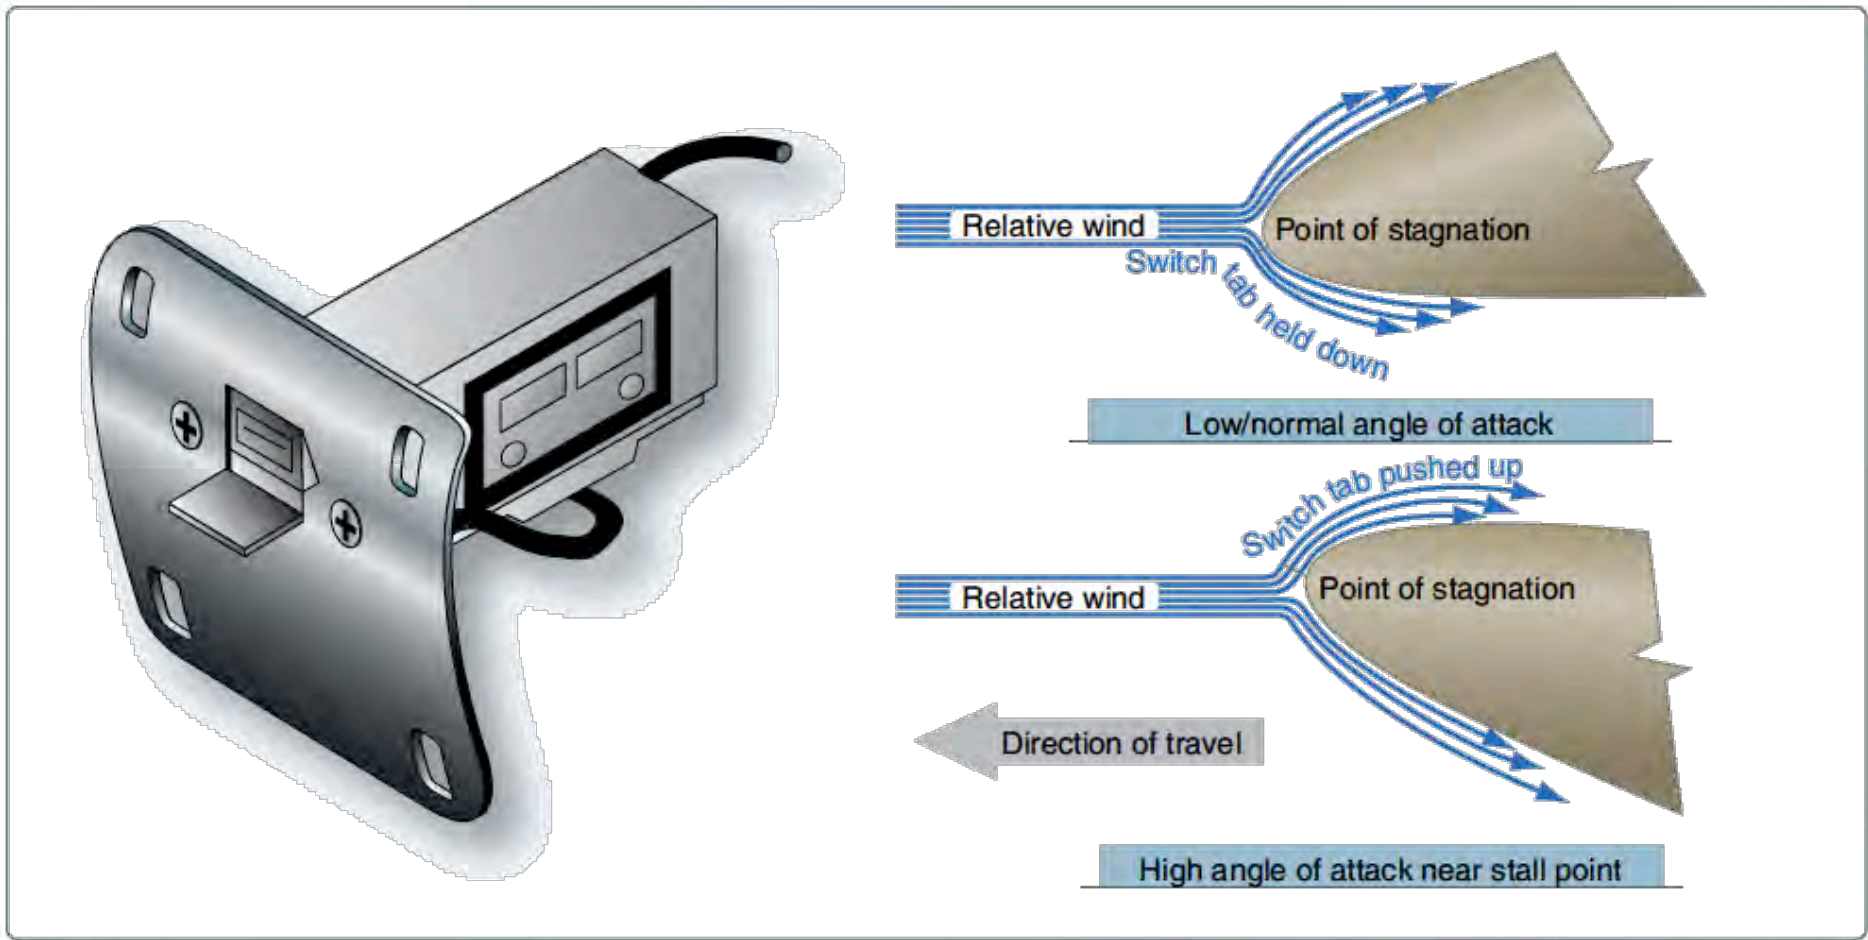 Relative wind
Point of stagnation
Switch tab held down
Low/normal angle of attack
Switch tab pushed up
Relative wind
Point of stagnation
Direction of travel
High angle of attack near stall point